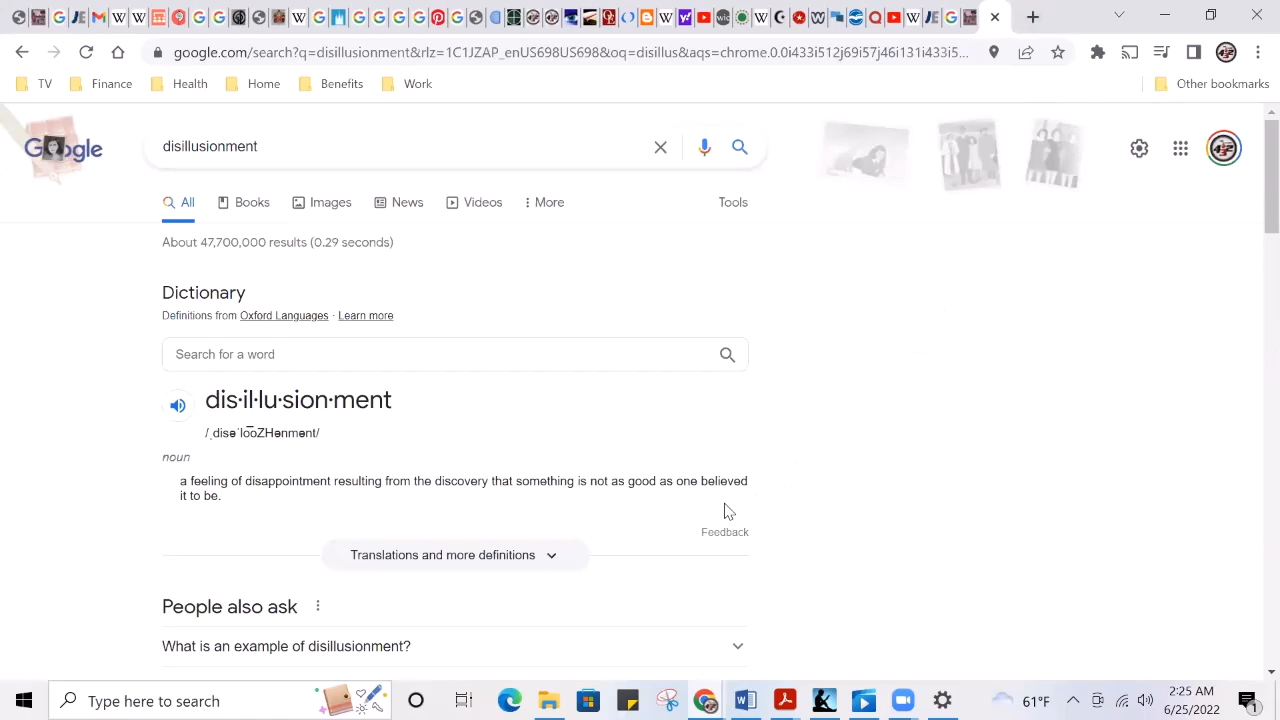 google.com/search?q=disillusionment&rlz=1C1JZAP_enUS698US698&oq=disillus&aqs=chrome.0.0i433i512j69i57j46i131i433i5...
TV Finance Health Home Benefits Work Other bookmarks
Google disillusionment
All Books Images News Videos More Tools
About 47,700,000 results (0.29 seconds)
Dictionary
Definitions from Oxford Languages · Learn more
Search for a word
dis·il·lu·sion·ment
/ˌdisəˈlo͞oZHənmənt/
noun
a feeling of disappointment resulting from the discovery that something is not as good as one believed
it to be.
Feedback
Translations and more definitions
People also ask
What is an example of disillusionment?
Type here to search
61°F
2:25 AM
6/25/2022
1